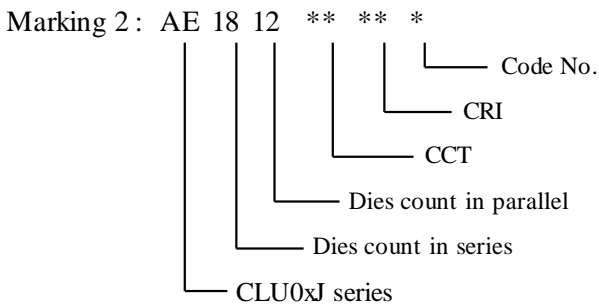 Marking 2 : AE 18 12 ** ** *
Code No.
CRI
CCT
Dies count in parallel
Dies count in series
CLU0xJ series